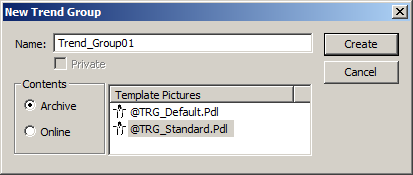 New Trend Group
Name: Trend_Group01 Create
Private Cancel
Contents
Archive
Online
Template Pictures
@TRG_Default.Pdl
@TRG_Standard.Pdl